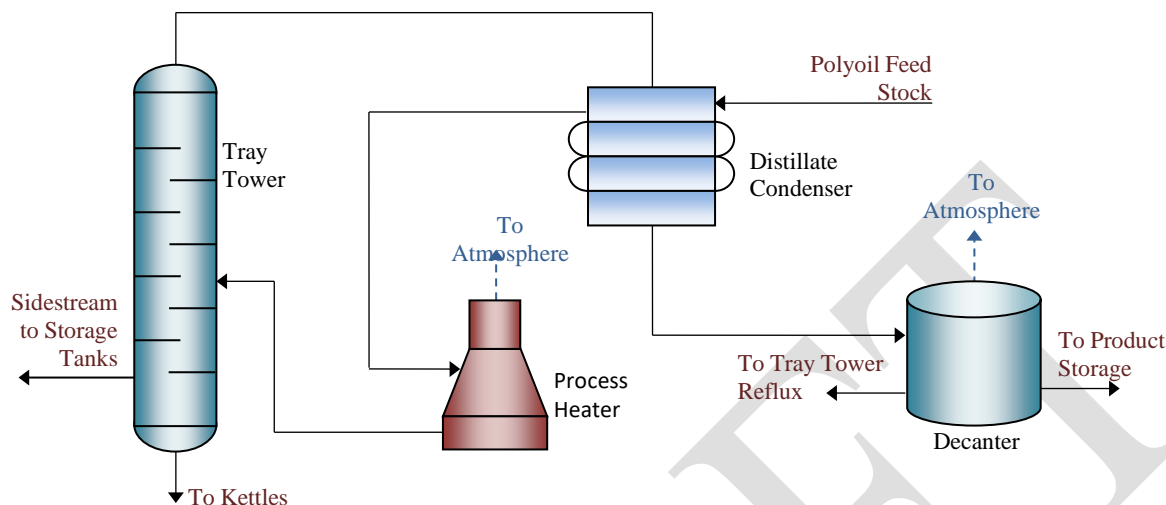 Polyoil Feed
Stock
Tray
Tower
Distillate
Condenser
To
Atmosphere
To
Atmosphere
Sidestream
to Storage
Tanks
To Product
Storage
To Tray Tower
Reflux
Process
Heater
Decanter
To Kettles